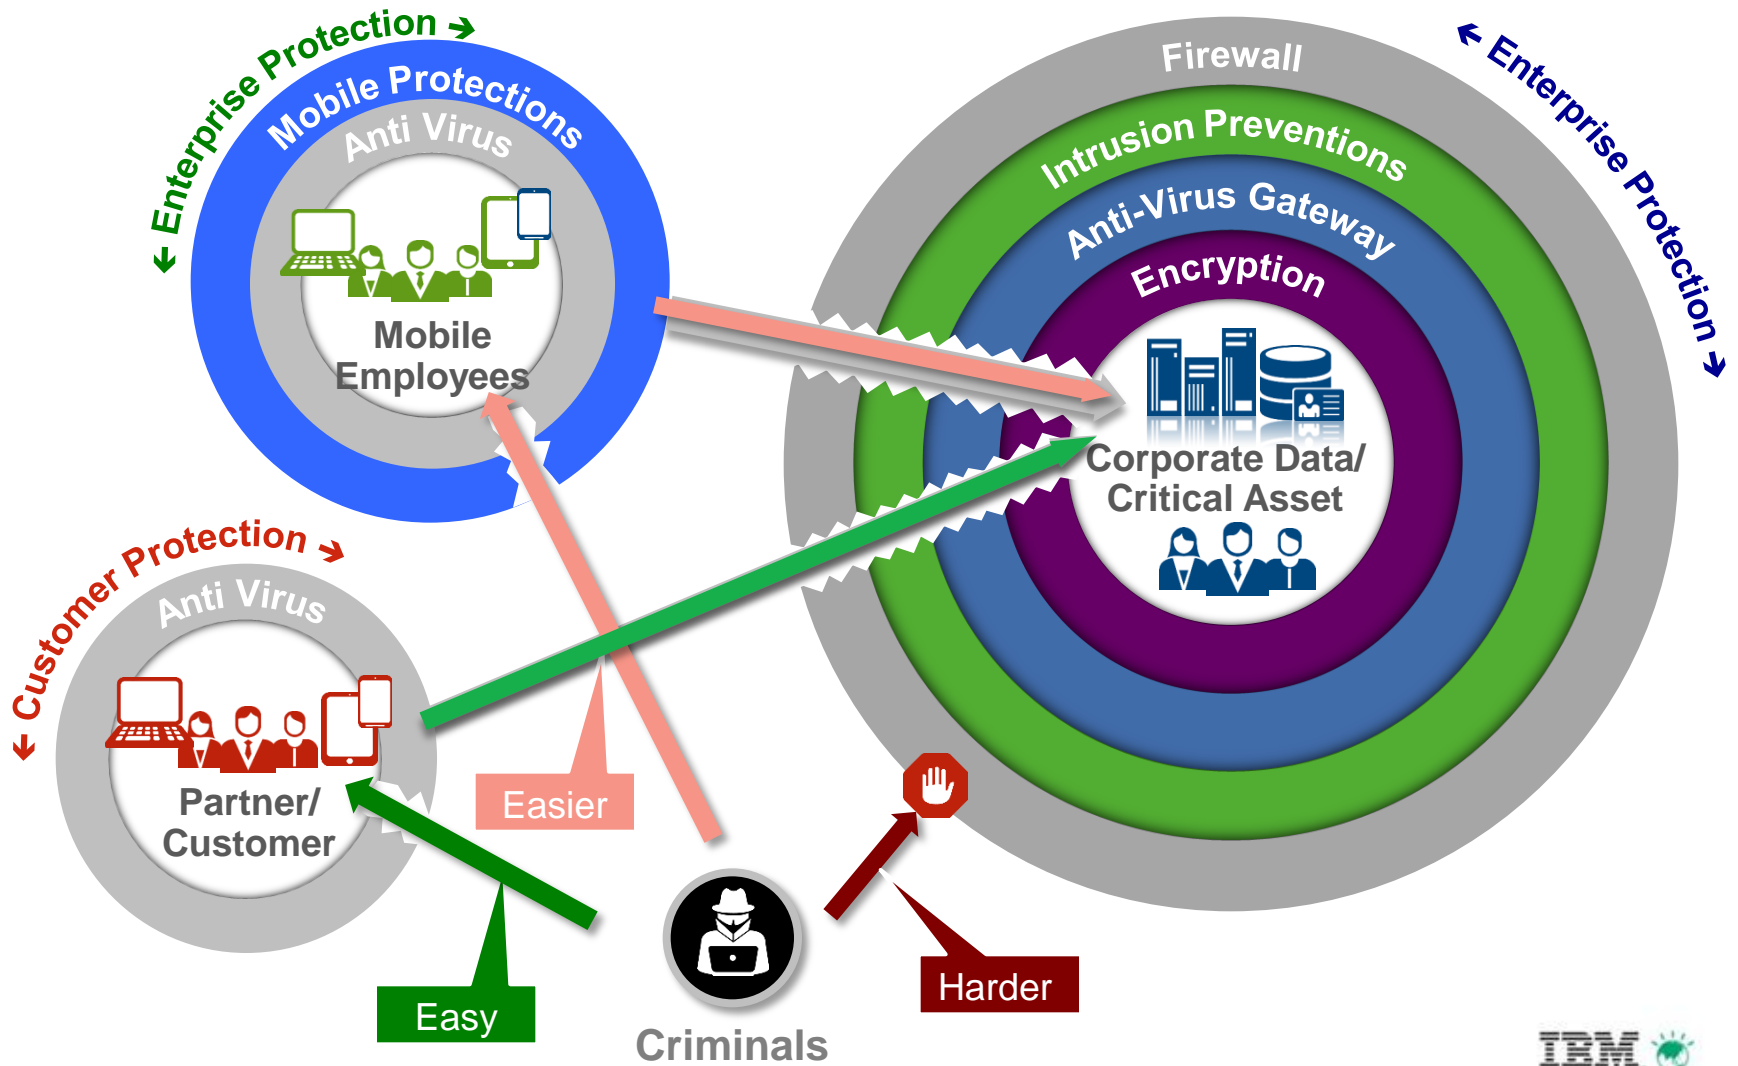 ← Enterprise Protection →
Mobile Protections
Anti Virus
Mobile
Employees
Firewall
Intrusion Preventions
Anti-Virus Gateway
Encryption
Corporate Data/
Critical Asset
← Enterprise Protection →
← Customer Protection →
Anti Virus
Partner/
Customer
Easier
Easy
Harder
Criminals
IBM